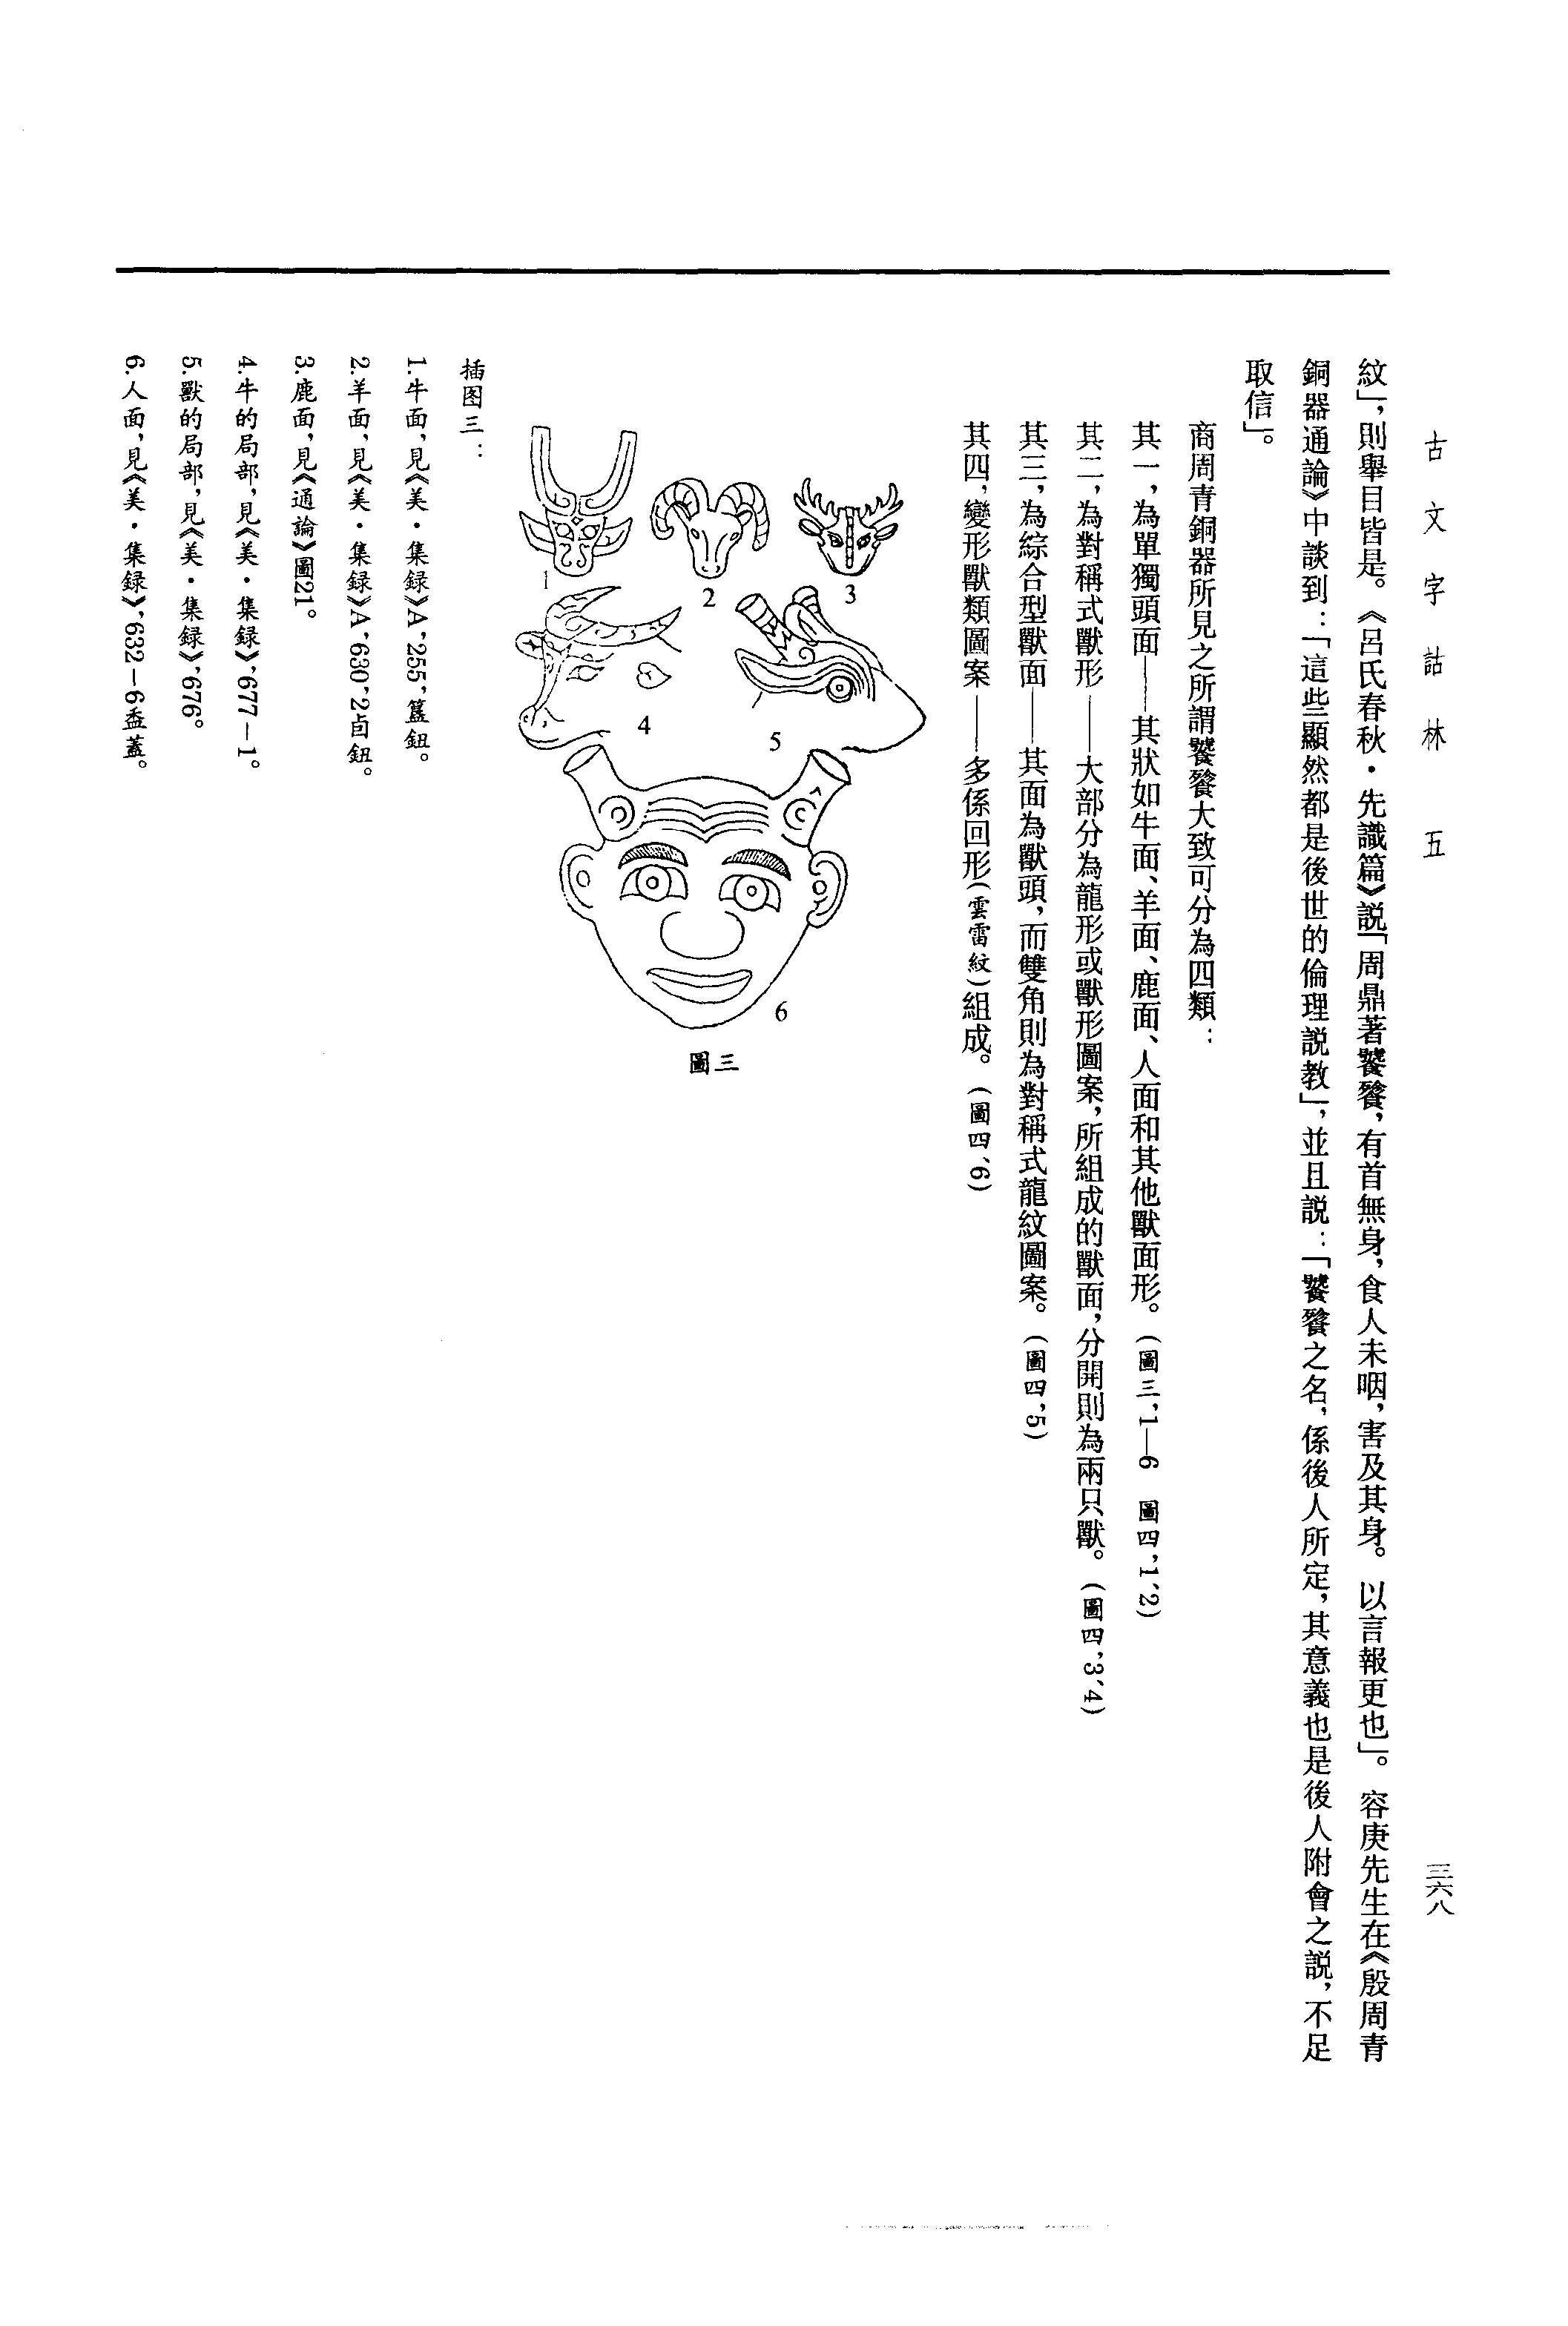 古文字詁林　五
三六八
紋」，則舉目皆是。《呂氏春秋·先識篇》説「周鼎著饕餮，有首無身，食人未咽，害及其身。以言報更也」。容庚先生在《殷周青
銅器通論》中談到：「這些顯然都是後世的倫理説教」，並且説：「饕餮之名，係後人所定，其意義也是後人附會之説，不足
取信」。
商周青銅器所見之所謂饕餮大致可分為四類：
其一，為單獨頭面——其狀如牛面、羊面、鹿面、人面和其他獸面形。（圖三，1—6　圖四，1、2）
其二，為對稱式獸形——大部分為龍形或獸形圖案，所組成的獸面，分開則為兩只獸。（圖四，3、4）
其三，為綜合型獸面——其面為獸頭，而雙角則為對稱式龍紋圖案。（圖四，5）
其四，變形獸類圖案——多係回形（雲雷紋）組成。（圖四、6）
1
2
3
4
5
6
圖三
插图三：
1.牛面，見《美·集録》A，255，簋鈕。
2.羊面，見《美·集録》A，630，2卣鈕。
3.鹿面，見《通論》圖21。
4.牛的局部，見《美·集録》，677－1。
5.獸的局部，見《美·集録》，676。
6.人面，見《美·集録》，632－6盉蓋。